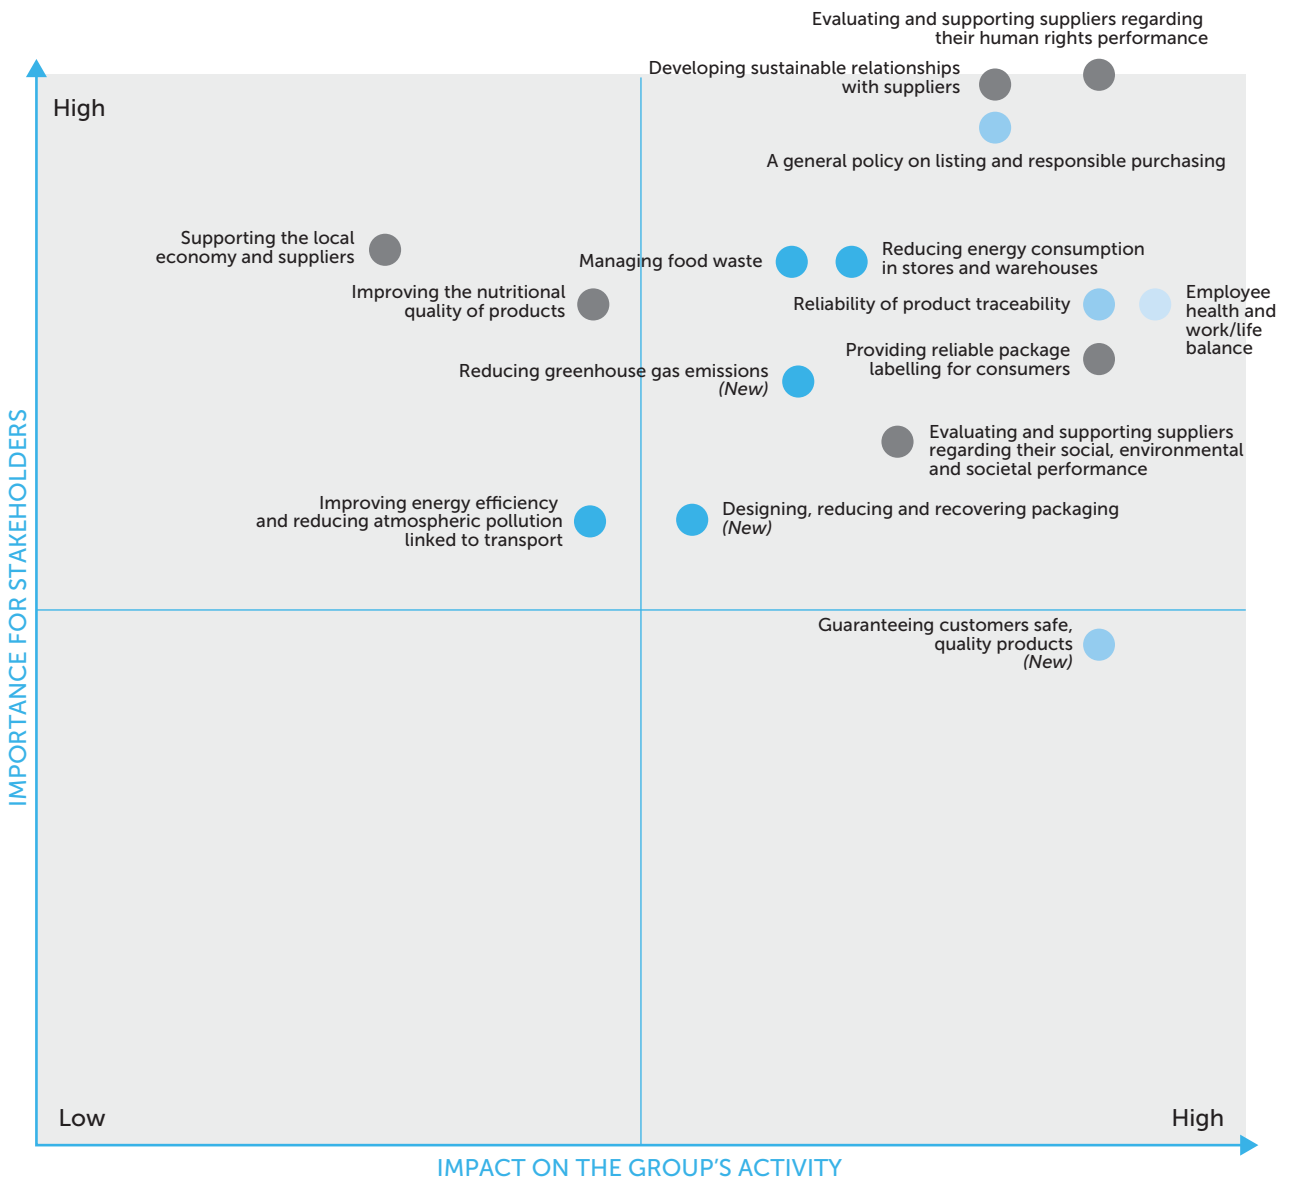 Evaluating and supporting suppliers regarding
their human rights performance
Developing sustainable relationships
with suppliers
High
A general policy on listing and responsible purchasing
Supporting the local
economy and suppliers
Managing food waste
Reducing energy consumption
in stores and warehouses
Improving the nutritional
quality of products
Reliability of product traceability
Employee
health and
work/life
balance
Providing reliable package
labelling for consumers
Reducing greenhouse gas emissions
(New)
Evaluating and supporting suppliers
regarding their social, environmental
and societal performance
Improving energy efficiency
and reducing atmospheric pollution
linked to transport
Designing, reducing and recovering packaging
(New)
Guaranteeing customers safe,
quality products
(New)
IMPORTANCE FOR STAKEHOLDERS
Low
High
IMPACT ON THE GROUP'S ACTIVITY